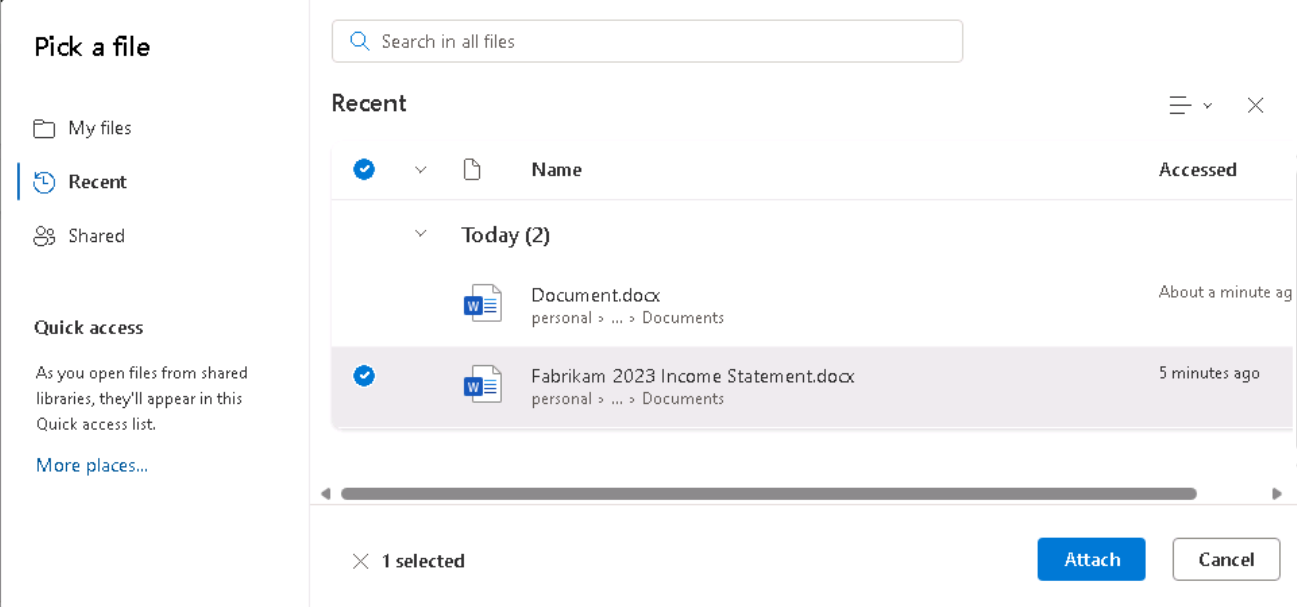 Pick a file
My files
Recent
Shared
Quick access
As you open files from shared
libraries, they'll appear in this
Quick access list.
More places...
Search in all files
Recent
Name Accessed
Today (2)
W Document.docx About a minute ag
personal > ... > Documents
W Fabrikam 2023 Income Statement.docx 5 minutes ago
personal > ... > Documents
1 selected
Attach Cancel